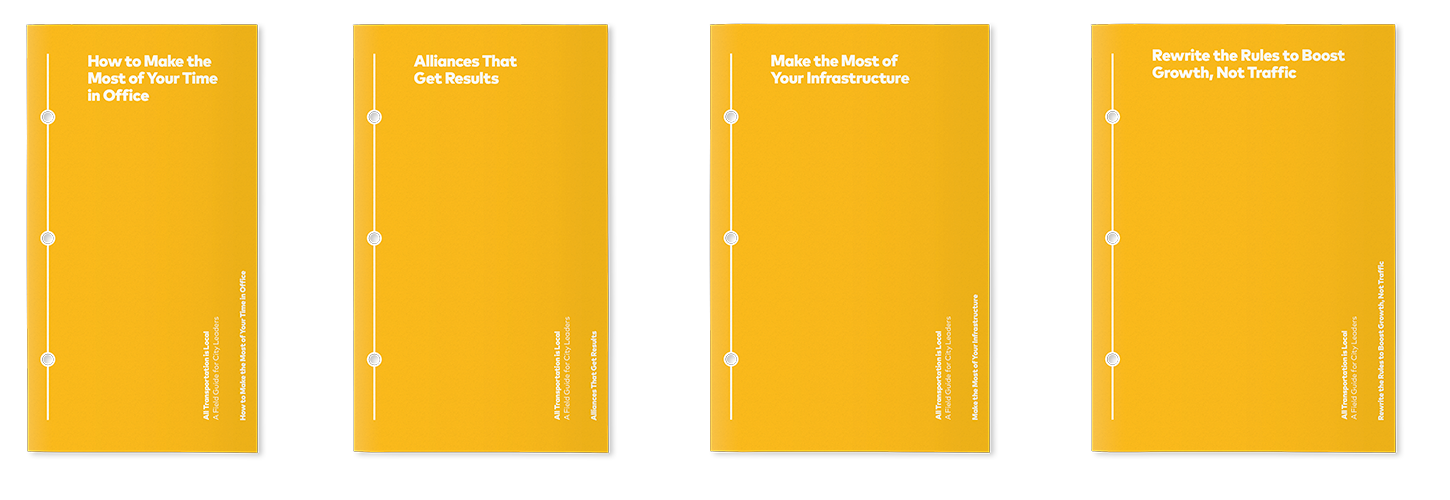 How to Make the
Most of Your Time
in Office
All Transportation is Local
A Field Guide for City Leaders
How to Make the Most of Your Time in Office
Alliances That
Get Results
All Transportation is Local
A Field Guide for City Leaders
Alliances That Get Results
Make the Most of
Your Infrastructure
All Transportation is Local
A Field Guide for City Leaders
Make the Most of Your Infrastructure
Rewrite the Rules to Boost
Growth, Not Traffic
All Transportation is Local
A Field Guide for City Leaders
Rewrite the Rules to Boost Growth, Not Traffic